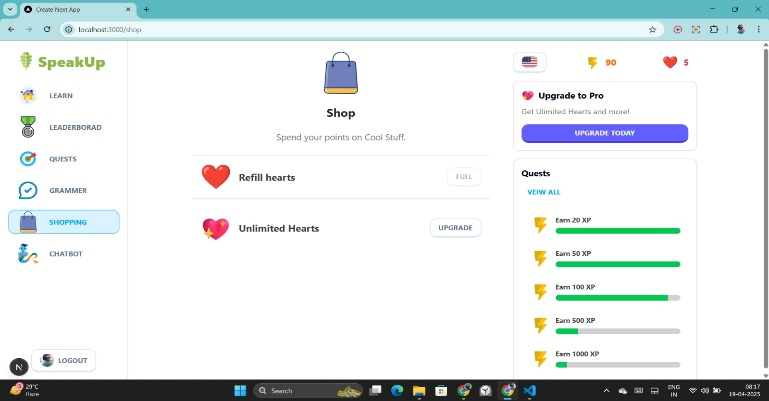 Create Next App
localhost:3000/shop
SpeakUp
LEARN
LEADERBORAD
QUESTS
GRAMMER
SHOPPING
CHATBOT
N
LOGOUT
Shop
Spend your points on Cool Stuff.
Refill hearts
FULL
Unlimited Hearts
UPGRADE
90
5
Upgrade to Pro
Get Ulimited Hearts and more!
UPGRADE TODAY
Quests
VEIW ALL
Earn 20 XP
Earn 50 XP
Earn 100 XP
Earn 500 XP
Earn 1000 XP
29°C
Haze
Search
ENG
IN
08:17
19-04-2025